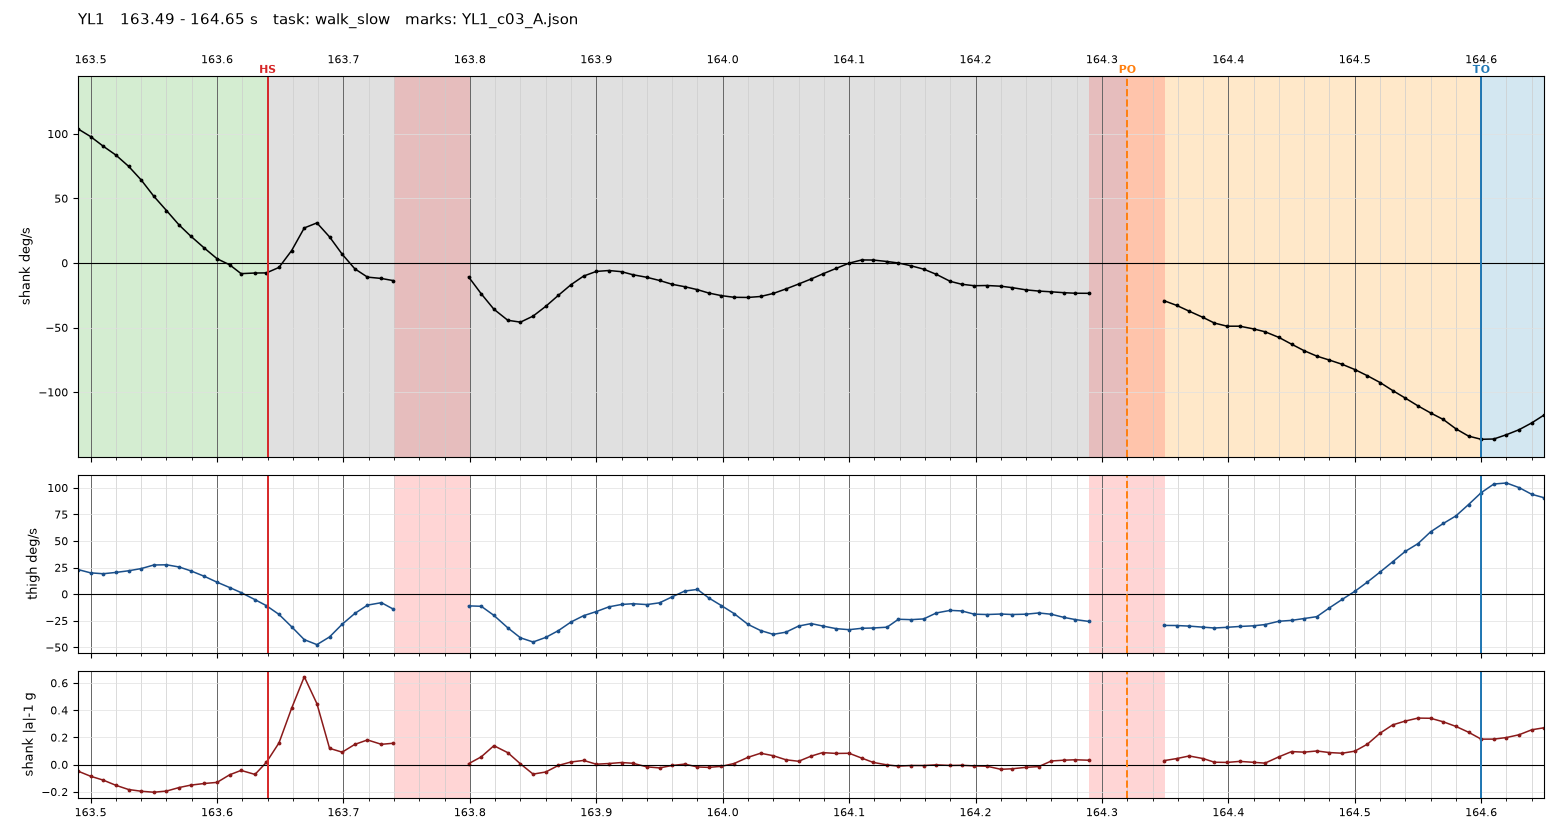 YL1   163.49 - 164.65 s   task: walk_slow   marks: YL1_c03_A.json
163.5 163.6 163.7 163.8 163.9 164.0 164.1 164.2 164.3 164.4 164.5 164.6
HS PO TO
shank deg/s
100
50
0
−50
−100
thigh deg/s
100
75
50
25
0
−25
−50
shank |a|-1 g
0.6
0.4
0.2
0.0
−0.2
163.5 163.6 163.7 163.8 163.9 164.0 164.1 164.2 164.3 164.4 164.5 164.6